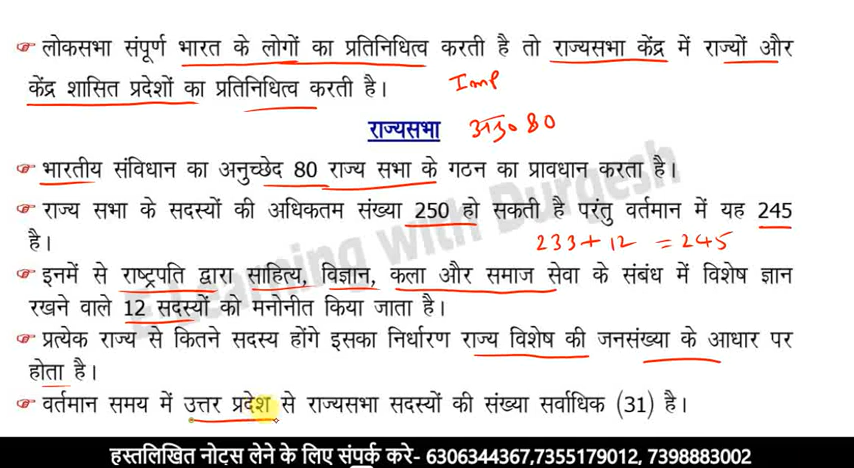 ☞ लोकसभा संपूर्ण भारत के लोगों का प्रतिनिधित्व करती है तो राज्यसभा केंद्र में राज्यों और
केंद्र शासित प्रदेशों का प्रतिनिधित्व करती है।
Imp
राज्यसभा अनु० 80
☞ भारतीय संविधान का अनुच्छेद 80 राज्य सभा के गठन का प्रावधान करता है।
☞ राज्य सभा के सदस्यों की अधिकतम संख्या 250 हो सकती है परंतु वर्तमान में यह 245
है।
233+12 = 245
☞ इनमें से राष्ट्रपति द्वारा साहित्य, विज्ञान, कला और समाज सेवा के संबंध में विशेष ज्ञान
रखने वाले 12 सदस्यों को मनोनीत किया जाता है।
☞ प्रत्येक राज्य से कितने सदस्य होंगे इसका निर्धारण राज्य विशेष की जनसंख्या के आधार पर
होता है।
☞ वर्तमान समय में उत्तर प्रदेश से राज्यसभा सदस्यों की संख्या सर्वाधिक (31) है।
E Learning with Durgesh
हस्तलिखित नोट्स लेने के लिए संपर्क करे- 6306344367,7355179012, 7398883002